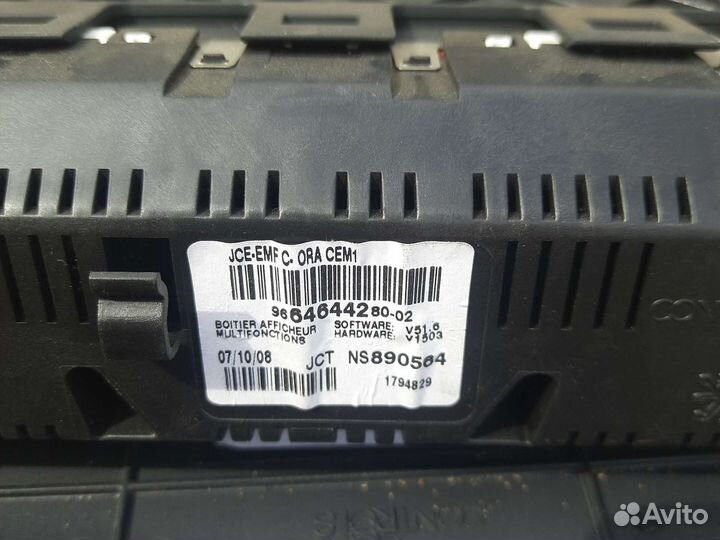 JCE-EMF C- ORA CEM1
9664644280-02
BOITIER AFFICHEUR SOFTWARE: V51.6
MULTIFONCTIONS HARDWARE: V1503
07/10/08 JCT NS890564
1794829
CONTROLS
Avito